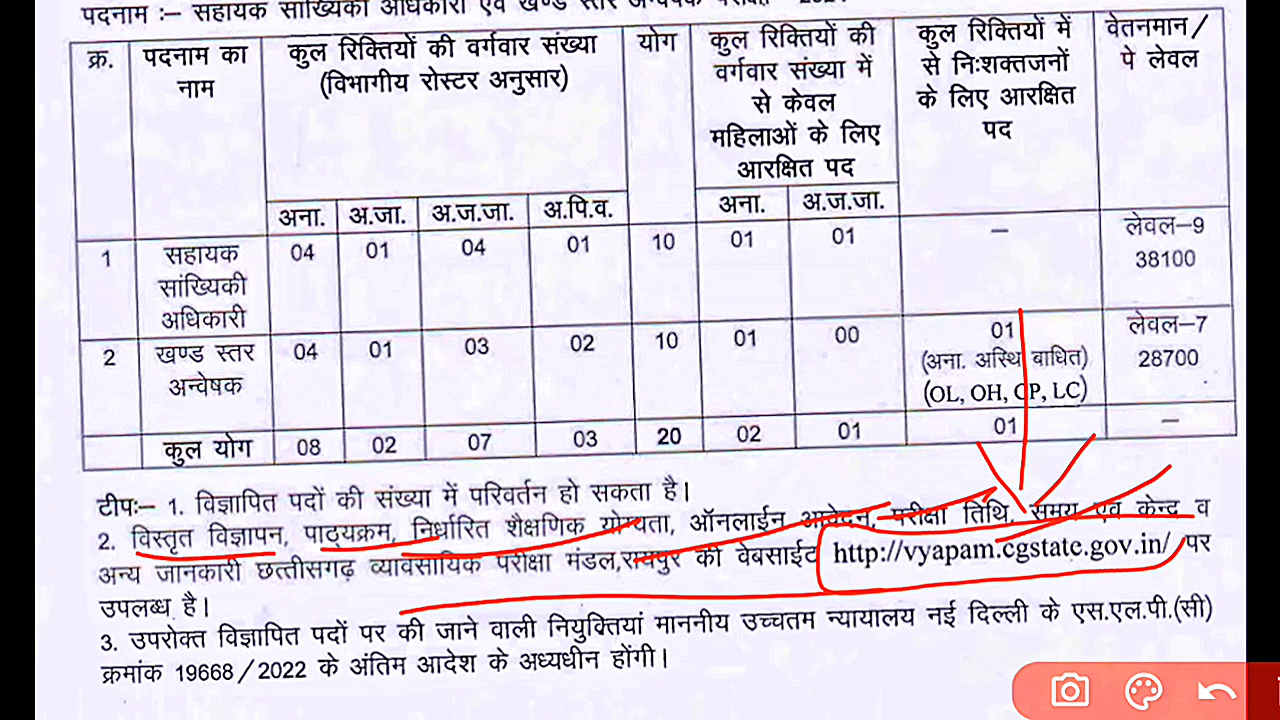 पदनाम :– सहायक सांख्यिकी अधिकारी एवं खण्ड स्तर अन्वेषक
क्र. पदनाम का नाम कुल रिक्तियों की वर्गवार संख्या (विभागीय रोस्टर अनुसार) योग कुल रिक्तियों की वर्गवार संख्या में से केवल महिलाओं के लिए आरक्षित पद कुल रिक्तियों में से निःशक्तजनों के लिए आरक्षित पद वेतनमान / पे लेवल
अना. अ.जा. अ.ज.जा. अ.पि.व. अना. अ.ज.जा.
1 सहायक सांख्यिकी अधिकारी 04 01 04 01 10 01 01 – लेवल–9 38100
2 खण्ड स्तर अन्वेषक 04 01 03 02 10 01 00 01 (अना. अस्थि बाधित) (OL, OH, CP, LC) लेवल–7 28700
कुल योग 08 02 07 03 20 02 01 01 –
टीपः– 1. विज्ञापित पदों की संख्या में परिवर्तन हो सकता है।
2. विस्तृत विज्ञापन, पाठ्यक्रम, निर्धारित शैक्षणिक योग्यता, ऑनलाईन आवेदन, परीक्षा तिथि, समय एवं केन्द व
अन्य जानकारी छत्तीसगढ़ व्यावसायिक परीक्षा मंडल,रायपुर की वेबसाईट http://vyapam.cgstate.gov.in/ पर
उपलब्ध है।
3. उपरोक्त विज्ञापित पदों पर की जाने वाली नियुक्तियां माननीय उच्चतम न्यायालय नई दिल्ली के एस.एल.पी.(सी)
क्रमांक 19668/2022 के अंतिम आदेश के अध्यधीन होंगी।